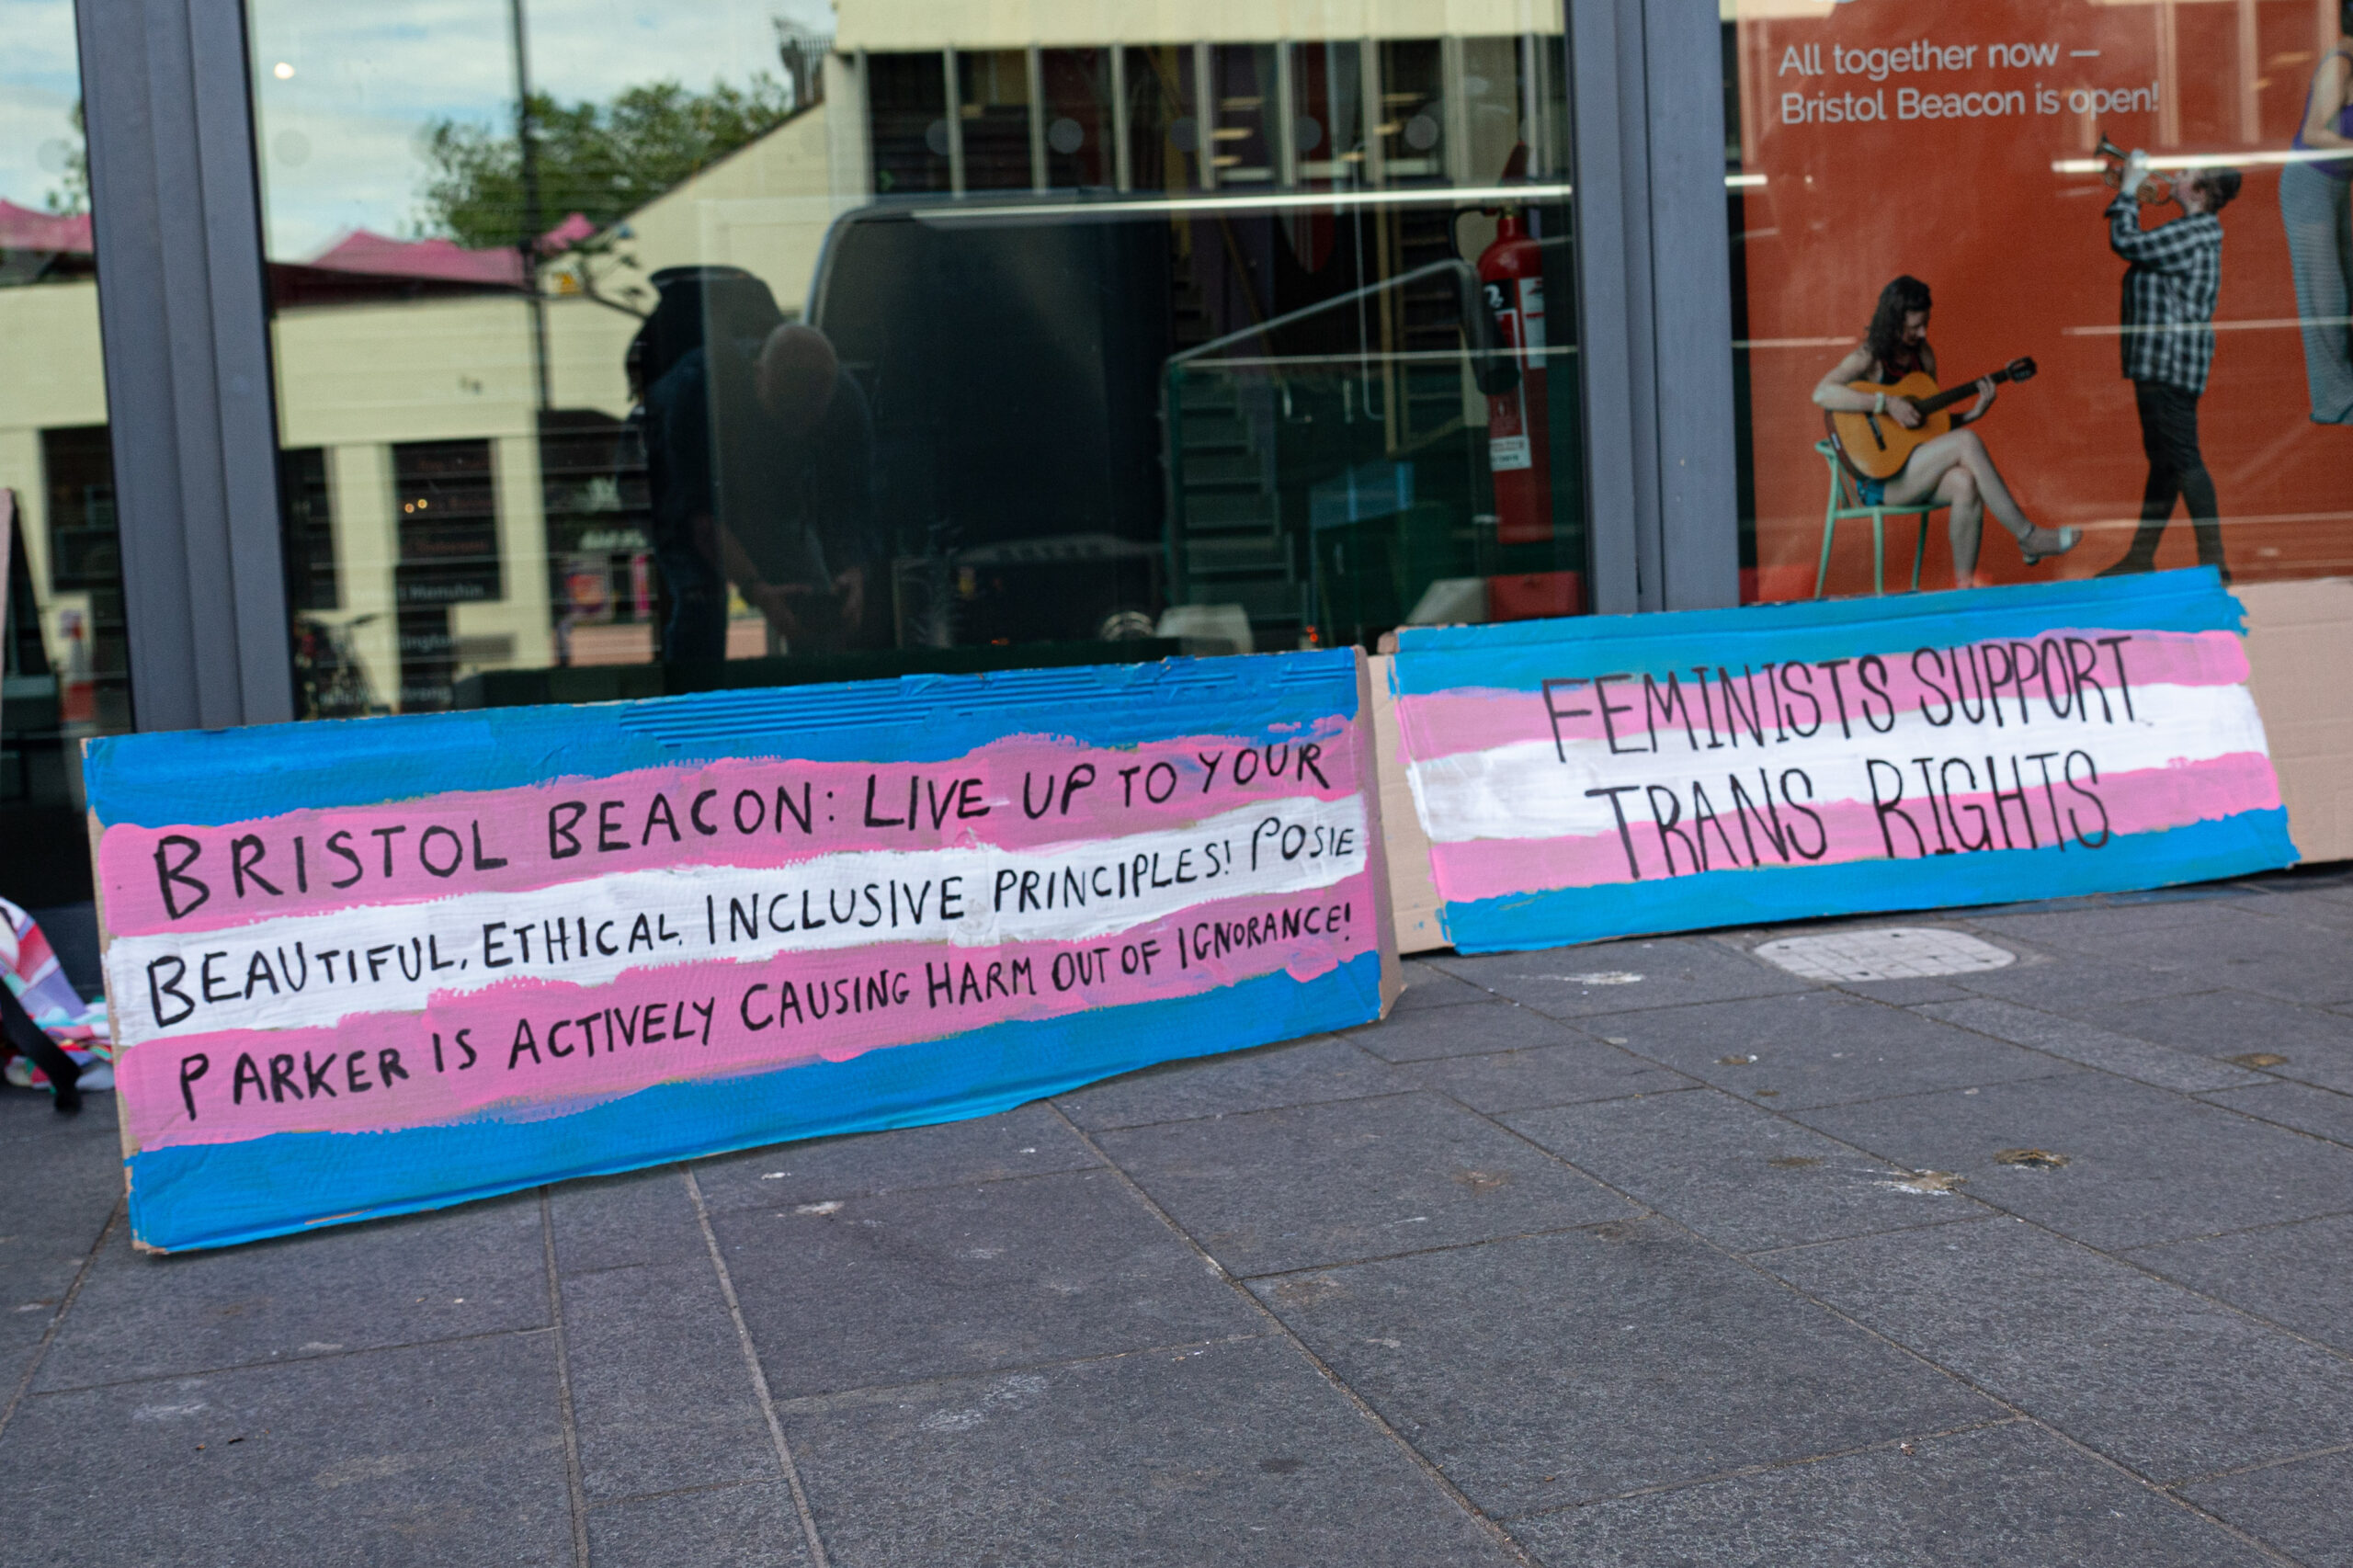 All together now —
Bristol Beacon is open!
BRISTOL BEACON: LIVE UP TO YOUR
BEAUTIFUL, ETHICAL, INCLUSIVE PRINCIPLES! POSIE
PARKER IS ACTIVELY CAUSING HARM OUT OF IGNORANCE!
FEMINISTS SUPPORT
TRANS RIGHTS